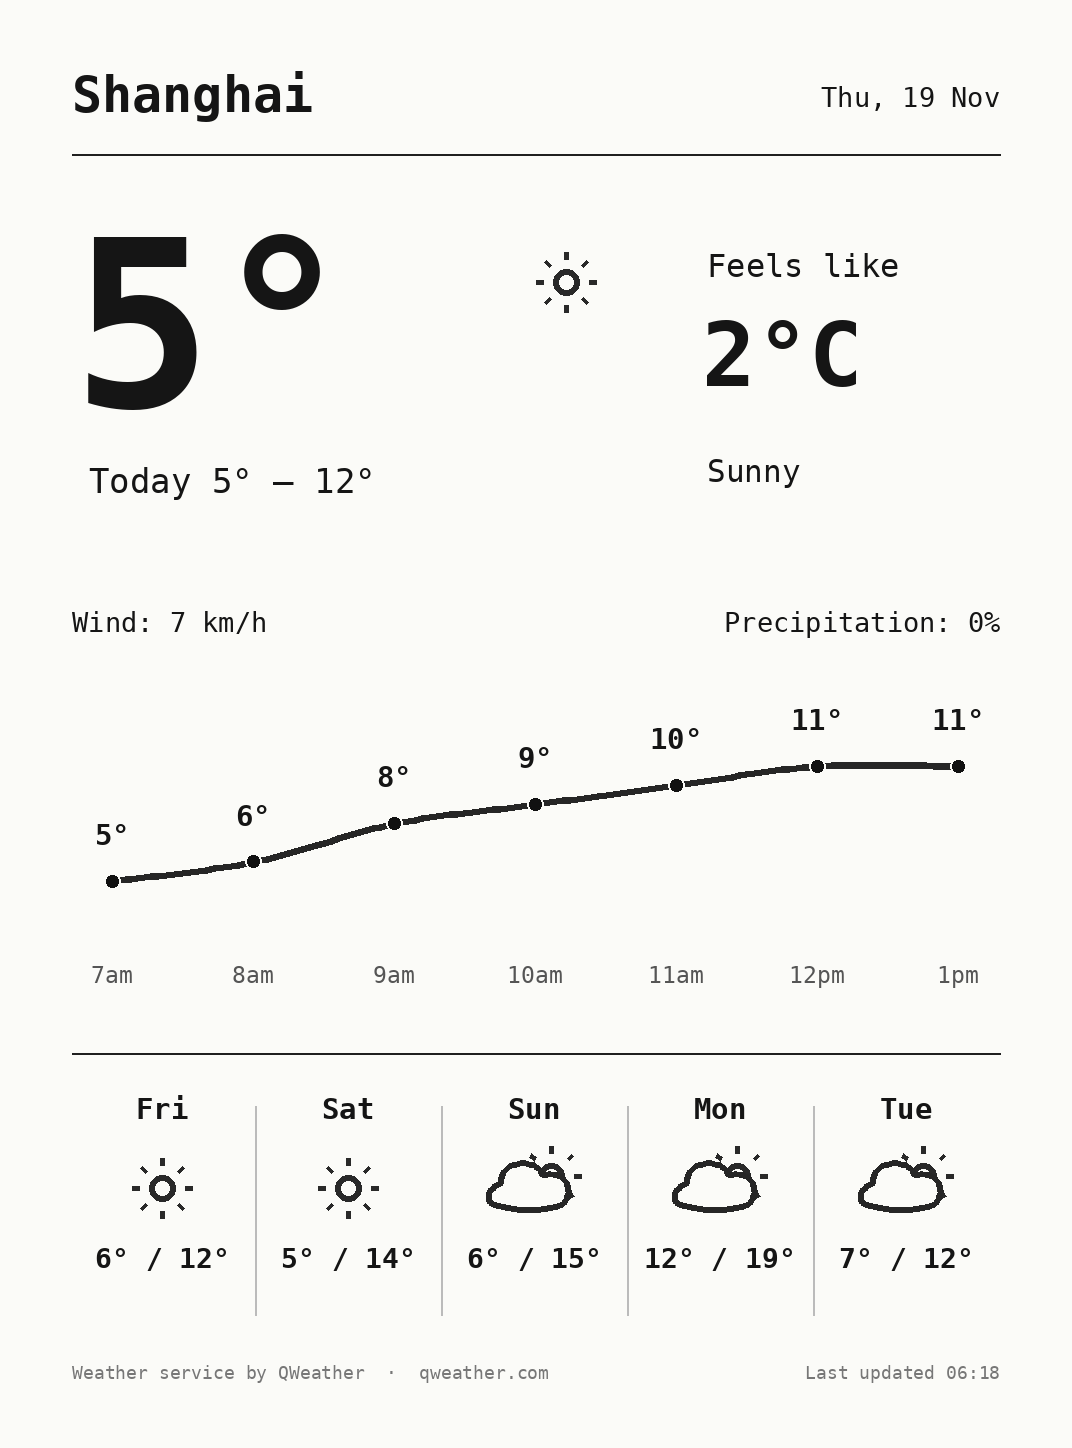 Shanghai
Thu, 19 Nov
5°
Feels like
2°C
Today 5° – 12°
Sunny
Wind: 7 km/h
Precipitation: 0%
5° 6° 8° 9° 10° 11° 11°
7am 8am 9am 10am 11am 12pm 1pm
Fri Sat Sun Mon Tue
6° / 12° 5° / 14° 6° / 15° 12° / 19° 7° / 12°
Weather service by QWeather · qweather.com
Last updated 06:18